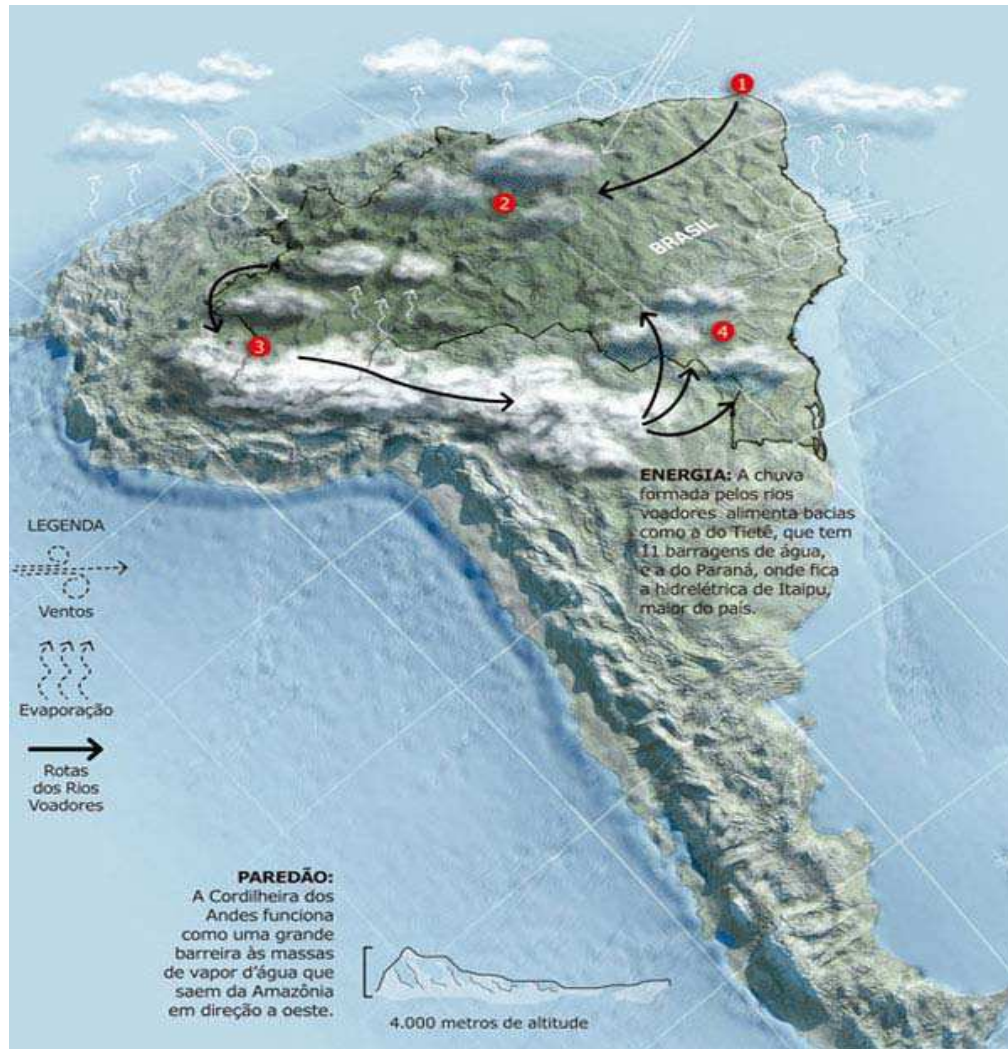 1
2
BRASIL
4
3
ENERGIA: A chuva
formada pelos rios
voadores alimenta bacias
como a do Tietê, que tem
11 barragens de água,
e a do Paraná, onde fica
a hidrelétrica de Itaipu,
maior do país.
LEGENDA
Ventos
Evaporação
Rotas
dos Rios
Voadores
PAREDÃO:
A Cordilheira dos
Andes funciona
como uma grande
barreira às massas
de vapor d'água que
saem da Amazônia
em direção a oeste.
4.000 metros de altitude